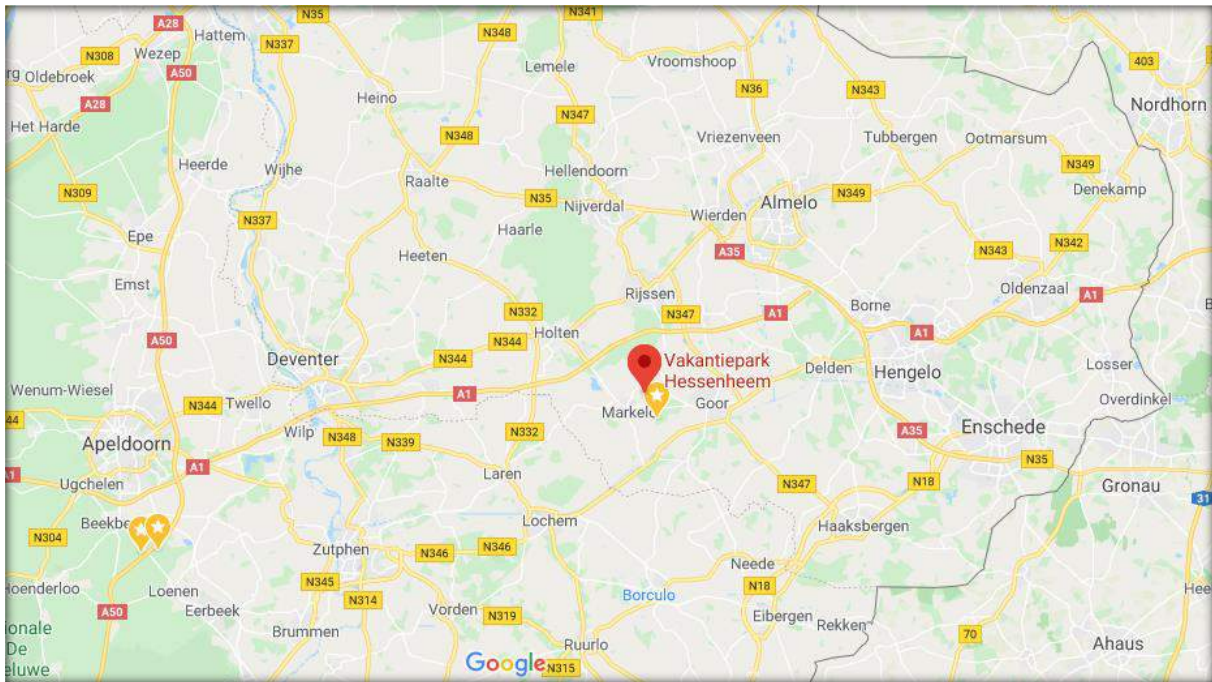 N35
N341
A28
Hattem
N337
N348
Wezep
N308
Vroomshoop
403
Oldebroek
A50
Lemele
N36
N343
Nordhorn
A28
Heino
N347
Het Harde
N348
Vriezenveen
Tubbergen
Ootmarsum
Heerde
Wijhe
Hellendoorn
N349
N309
Raalte
N35
Nijverdal
Almelo
N349
Denekamp
N337
Wierden
Epe
Haarle
A35
N343
N342
Heeten
Emst
Oldenzaal
A1
Rijssen
Borne
N332
N347
A1
A1
A50
N344
Holten
Deventer
N344
Vakantiepark
Hessenheem
Delden
Hengelo
Losser
Wenum-Wiesel
A1
Overdinkel
N344
Twello
Markelo
Goor
44
Apeldoorn
Wilp
N348
N339
N332
A35
Enschede
N35
A1
A1
Laren
Ugchelen
N347
N18
Gronau
31
Lochem
Haaksbergen
N304
Zutphen
N346
N346
Neede
Loenen
N345
N18
A50
Eerbeek
N314
Vorden
N319
Borculo
Eibergen
Rekken
Brummen
70
Ruurlo
Ahaus
De
Google
N315